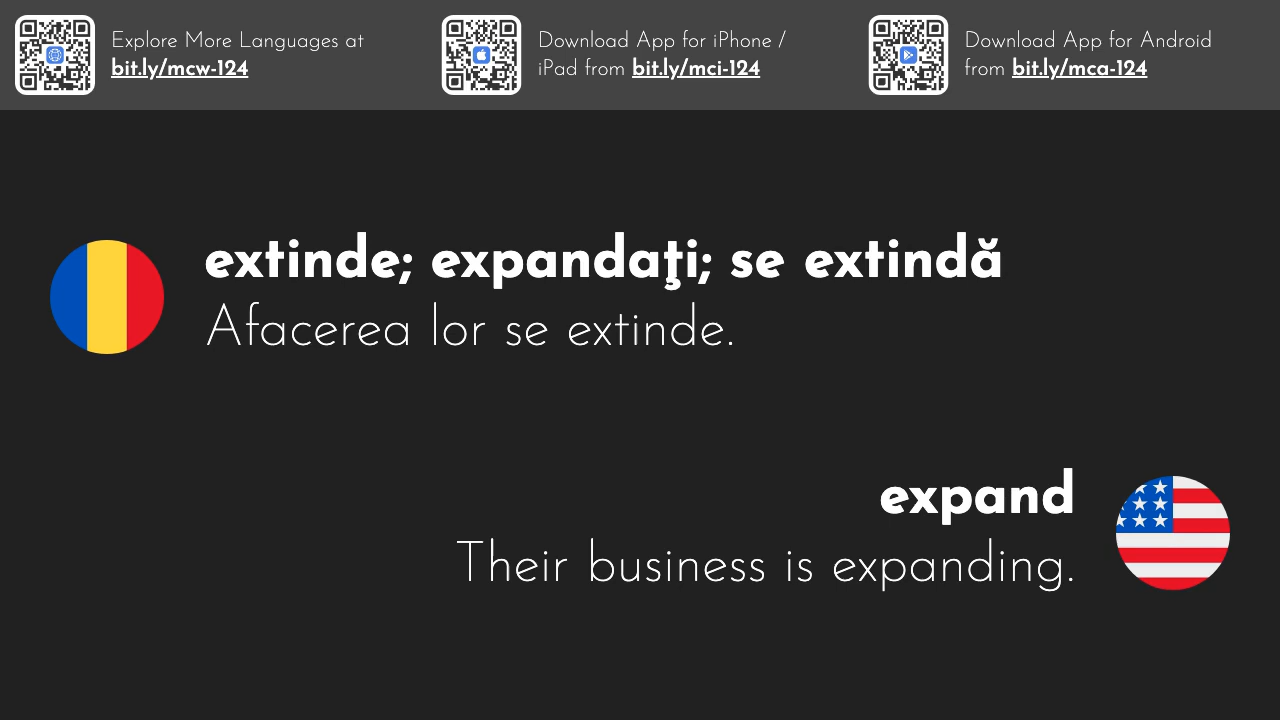 Explore More Languages at
bit.ly/mcw-124
Download App for iPhone /
iPad from bit.ly/mci-124
Download App for Android
from bit.ly/mca-124
extinde; expandaţi; se extindă
Afacerea lor se extinde.
expand
Their business is expanding.